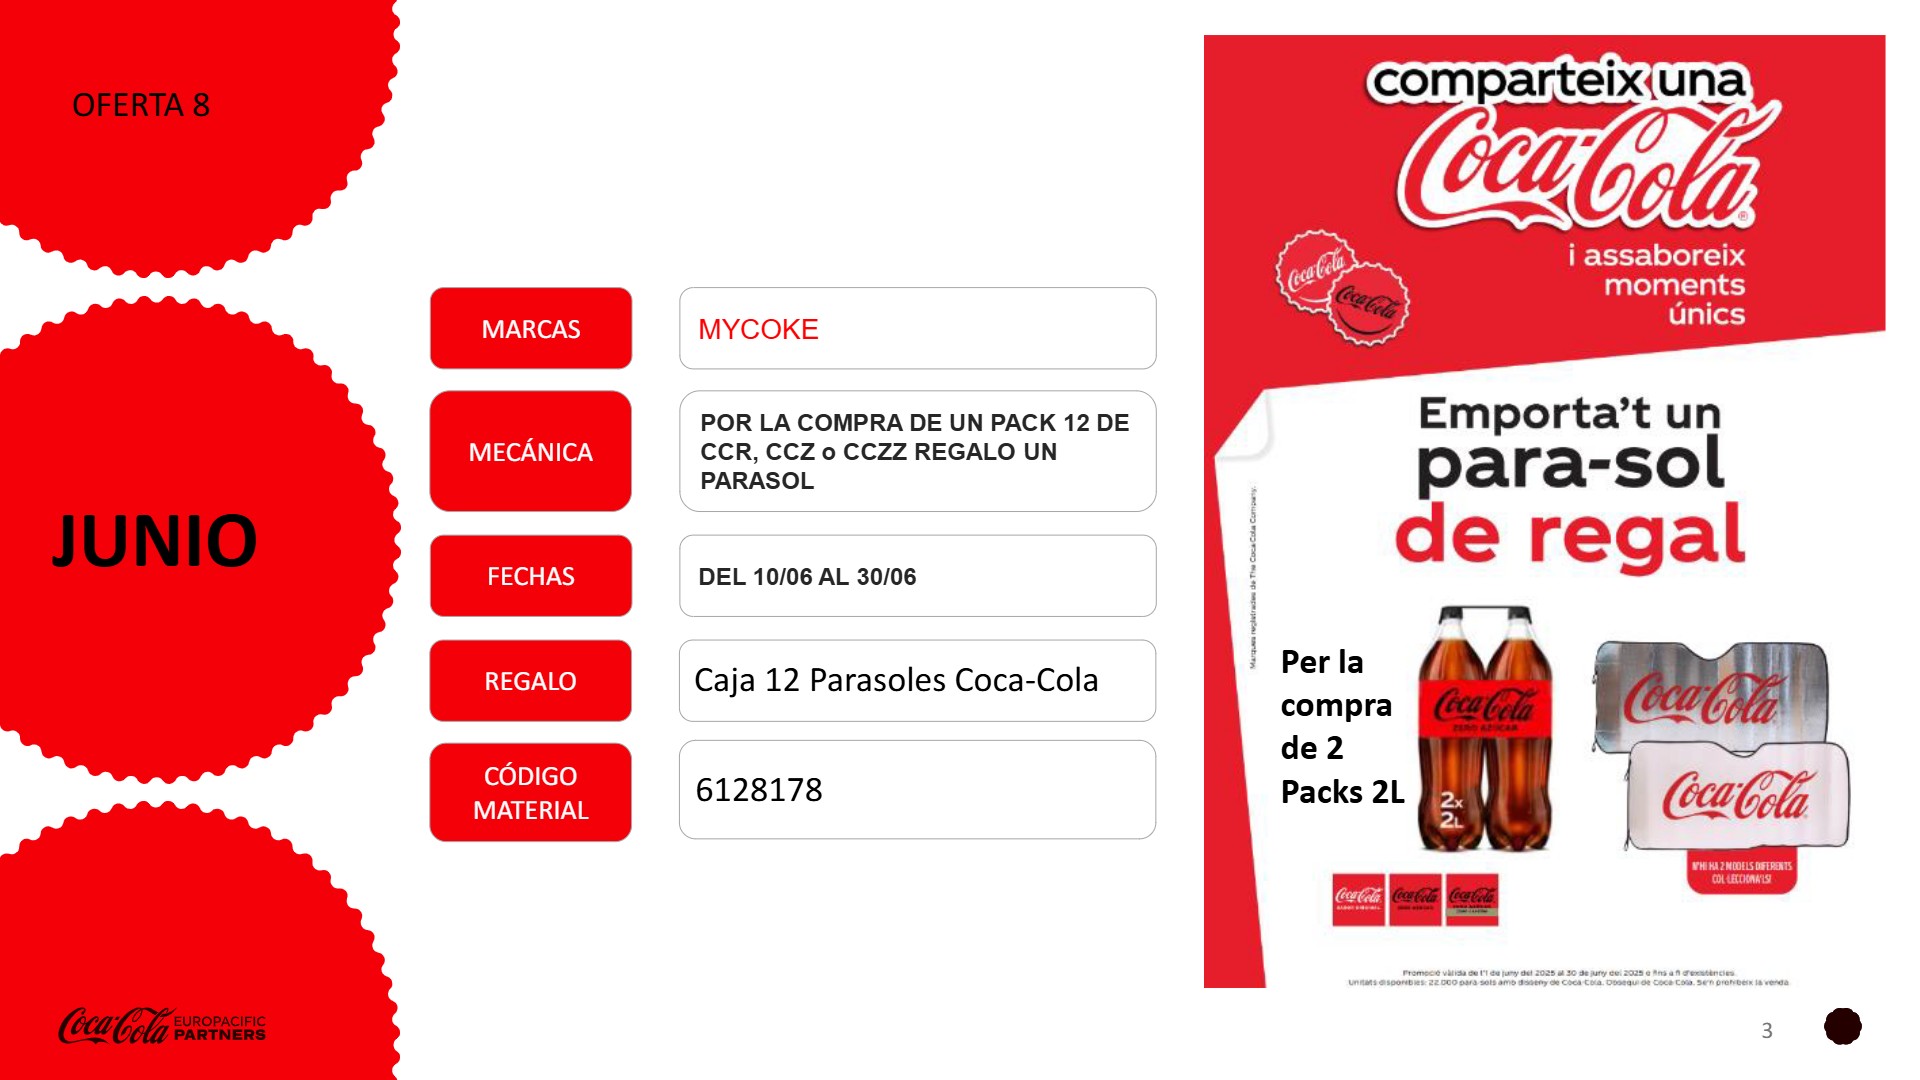 OFERTA 8
JUNIO
MARCAS
MYCOKE
MECÁNICA
POR LA COMPRA DE UN PACK 12 DE
CCR, CCZ o CCZZ REGALO UN
PARASOL
FECHAS
DEL 10/06 AL 30/06
REGALO
Caja 12 Parasoles Coca-Cola
CÓDIGO
MATERIAL
6128178
Coca-Cola EUROPACIFIC
PARTNERS
comparteix una
Coca-Cola
i assaboreix
moments
únics
Coca-Cola
Coca-Cola
Emporta't un
para-sol
de regal
Marques registrades de The Coca-Cola Company.
Per la
compra
de 2
Packs 2L
Coca-Cola
ZERO AZÚCAR
2x
2L
Coca-Cola
Coca-Cola
N'HI HA 2 MODELS DIFERENTS
COL·LECCIONA'LS!
Coca-Cola
Coca-Cola
Coca-Cola
Promoció vàlida de l'1 de juny del 2025 al 30 de juny del 2025 o fins a fi d'existències.
Unitats disponibles: 22.000 para-sols amb disseny de Coca-Cola. Obsequi de Coca-Cola. Se'n prohibeix la venda.
3